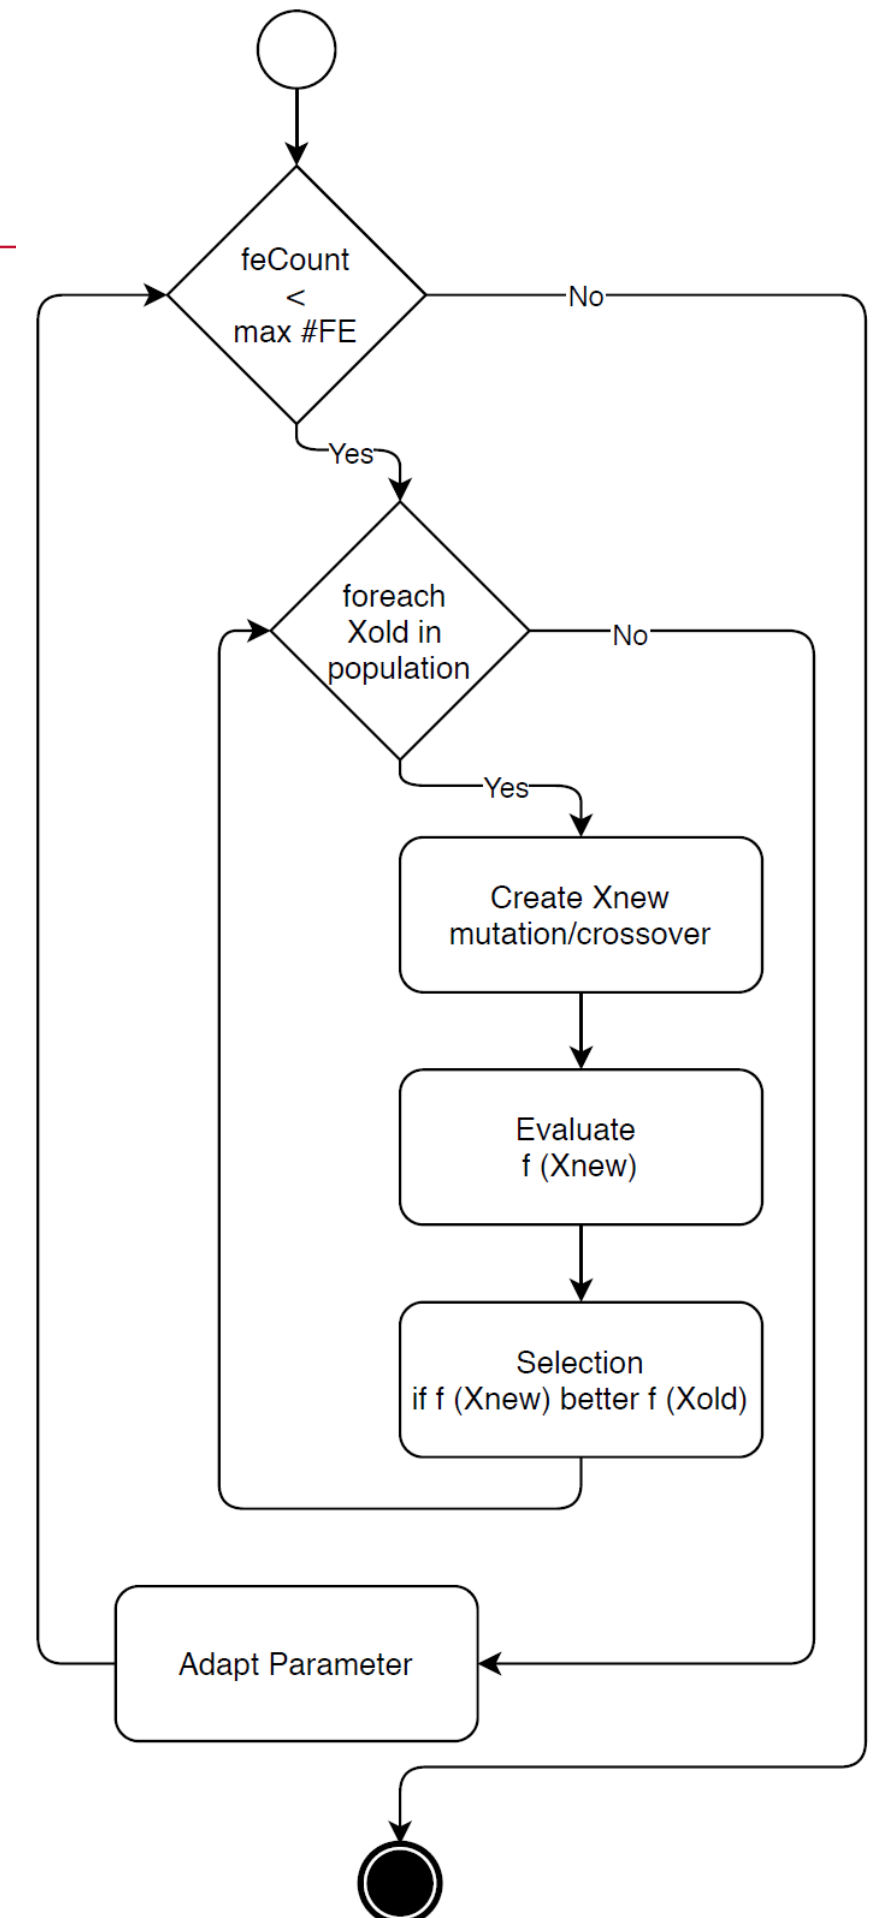 feCount
<
max #FE
No
Yes
foreach
Xold in
population
No
Yes
Create Xnew
mutation/crossover
Evaluate
f (Xnew)
Selection
if f (Xnew) better f (Xold)
Adapt Parameter